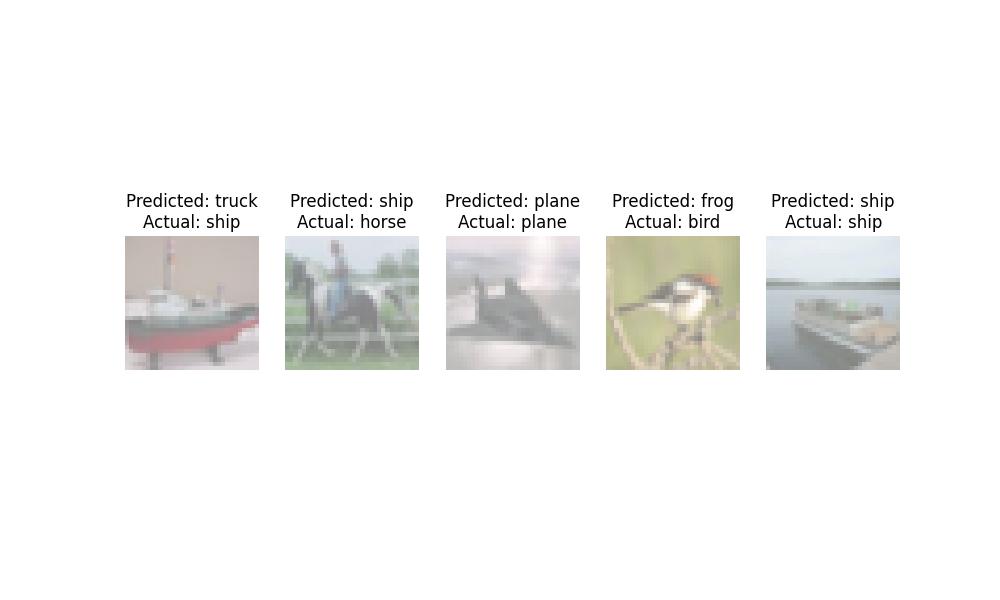 Predicted: truck
Actual: ship
Predicted: ship
Actual: horse
Predicted: plane
Actual: plane
Predicted: frog
Actual: bird
Predicted: ship
Actual: ship